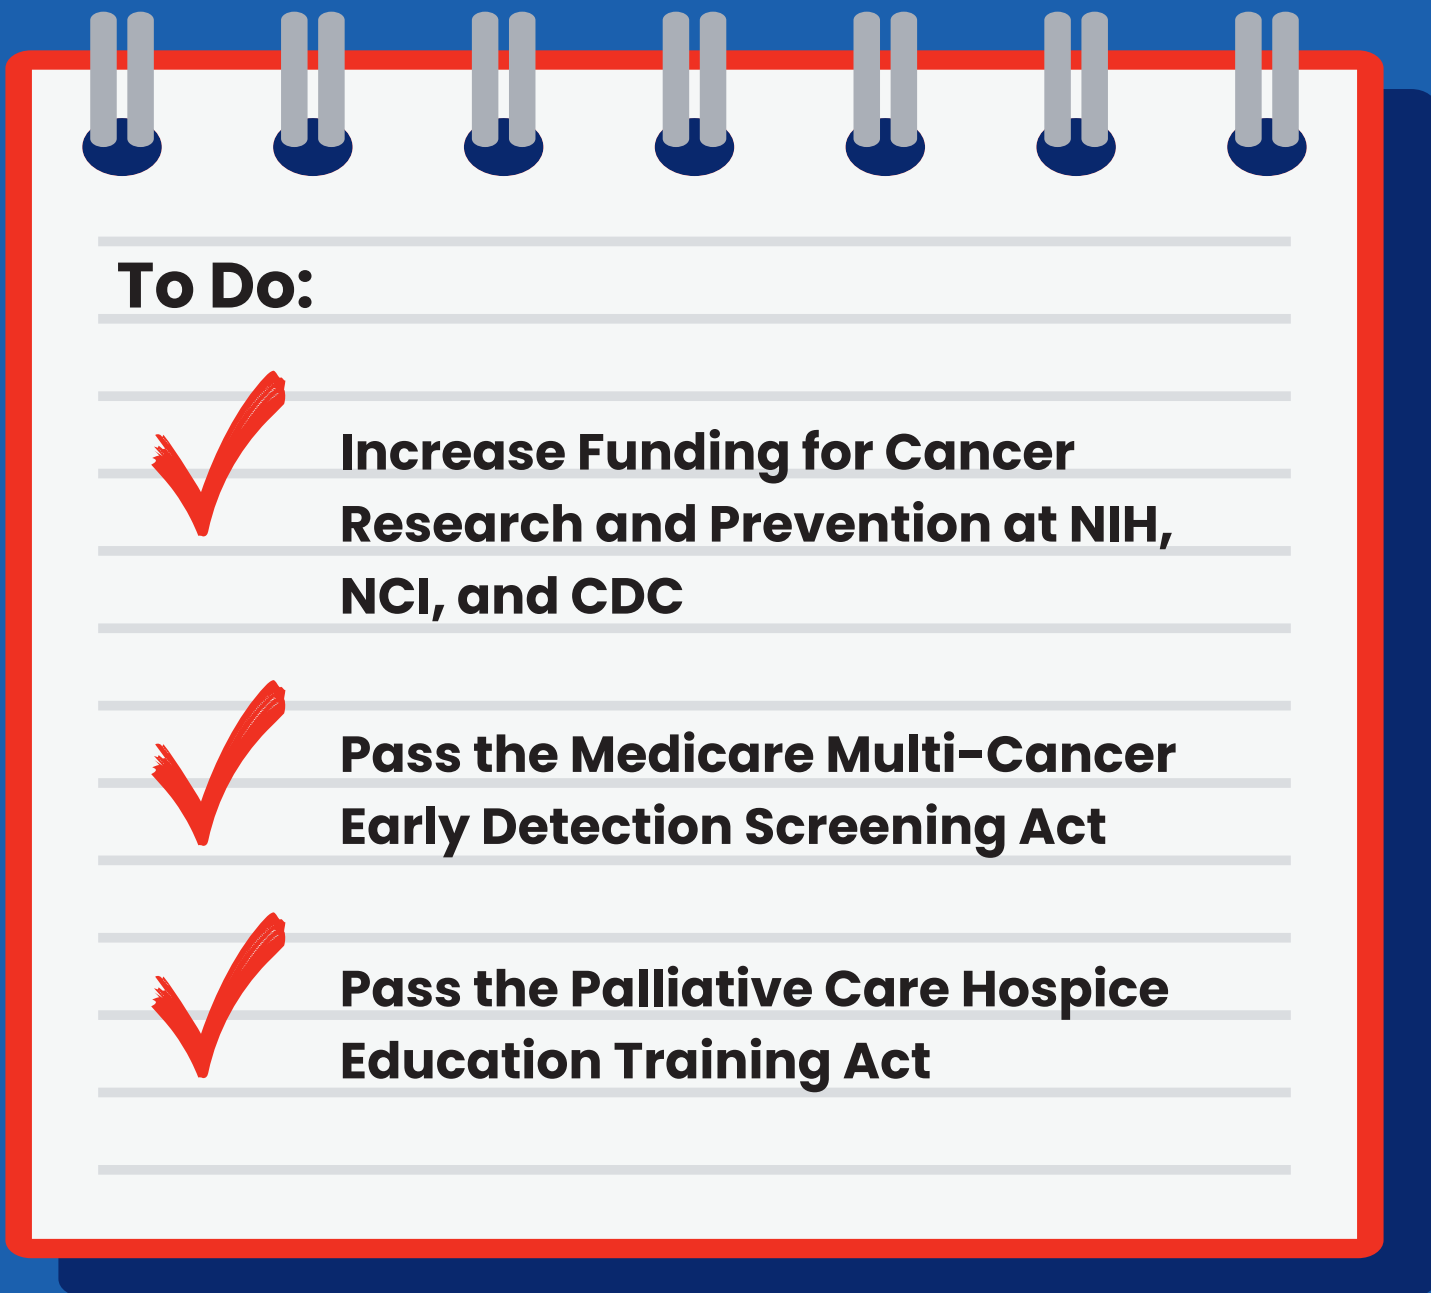 To Do:
Increase Funding for Cancer
Research and Prevention at NIH,
NCI, and CDC
Pass the Medicare Multi-Cancer
Early Detection Screening Act
Pass the Palliative Care Hospice
Education Training Act